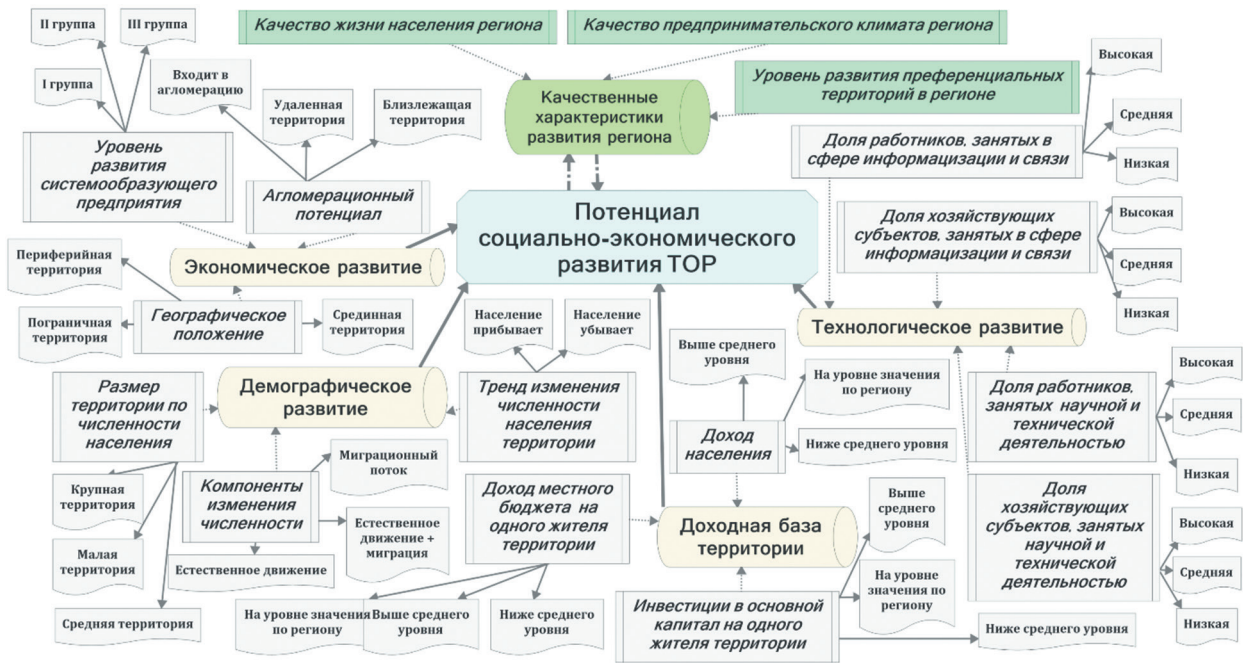 II группа
III группа
I группа
Входит в
агломерацию
Удаленная
территория
Близлежащая
территория
Качество жизни населения региона
Качество предпринимательского климата региона
Качественные
характеристики
развития региона
Уровень развития преференциальных
территорий в регионе
Высокая
Средняя
Низкая
Доля работников, занятых в
сфере информацизации и связи
Уровень
развития
системообразующего
предприятия
Агломерационный
потенциал
Потенциал
социально-экономического
развития ТОР
Доля хозяйствующих
субъектов, занятых в сфере
информацизации и связи
Высокая
Средняя
Низкая
Экономическое развитие
Периферийная
территория
Пограничная
территория
Географическое
положение
Срединная
территория
Население
прибывает
Население
убывает
Технологическое развитие
Выше среднего
уровня
На уровне значения
по региону
Ниже среднего уровня
Доход
населения
Размер
территории по
численности
населения
Демографическое
развитие
Тренд изменения
численности
населения
территории
Доля работников,
занятых научной и
технической
деятельностью
Высокая
Средняя
Низкая
Крупная
территория
Малая
территория
Средняя территория
Компоненты
изменения
численности
Миграционный
поток
Естественное
движение +
миграция
Естественное движение
Доход местного
бюджета на
одного жителя
территории
На уровне значения
по региону
Выше среднего
уровня
Ниже среднего
уровня
Доходная база
территории
Выше
среднего
уровня
На уровне
значения по
региону
Ниже среднего уровня
Инвестиции в основной
капитал на одного
жителя территории
Доля
хозяйствующих
субъектов, занятых
научной и
технической
деятельностью
Высокая
Средняя
Низкая